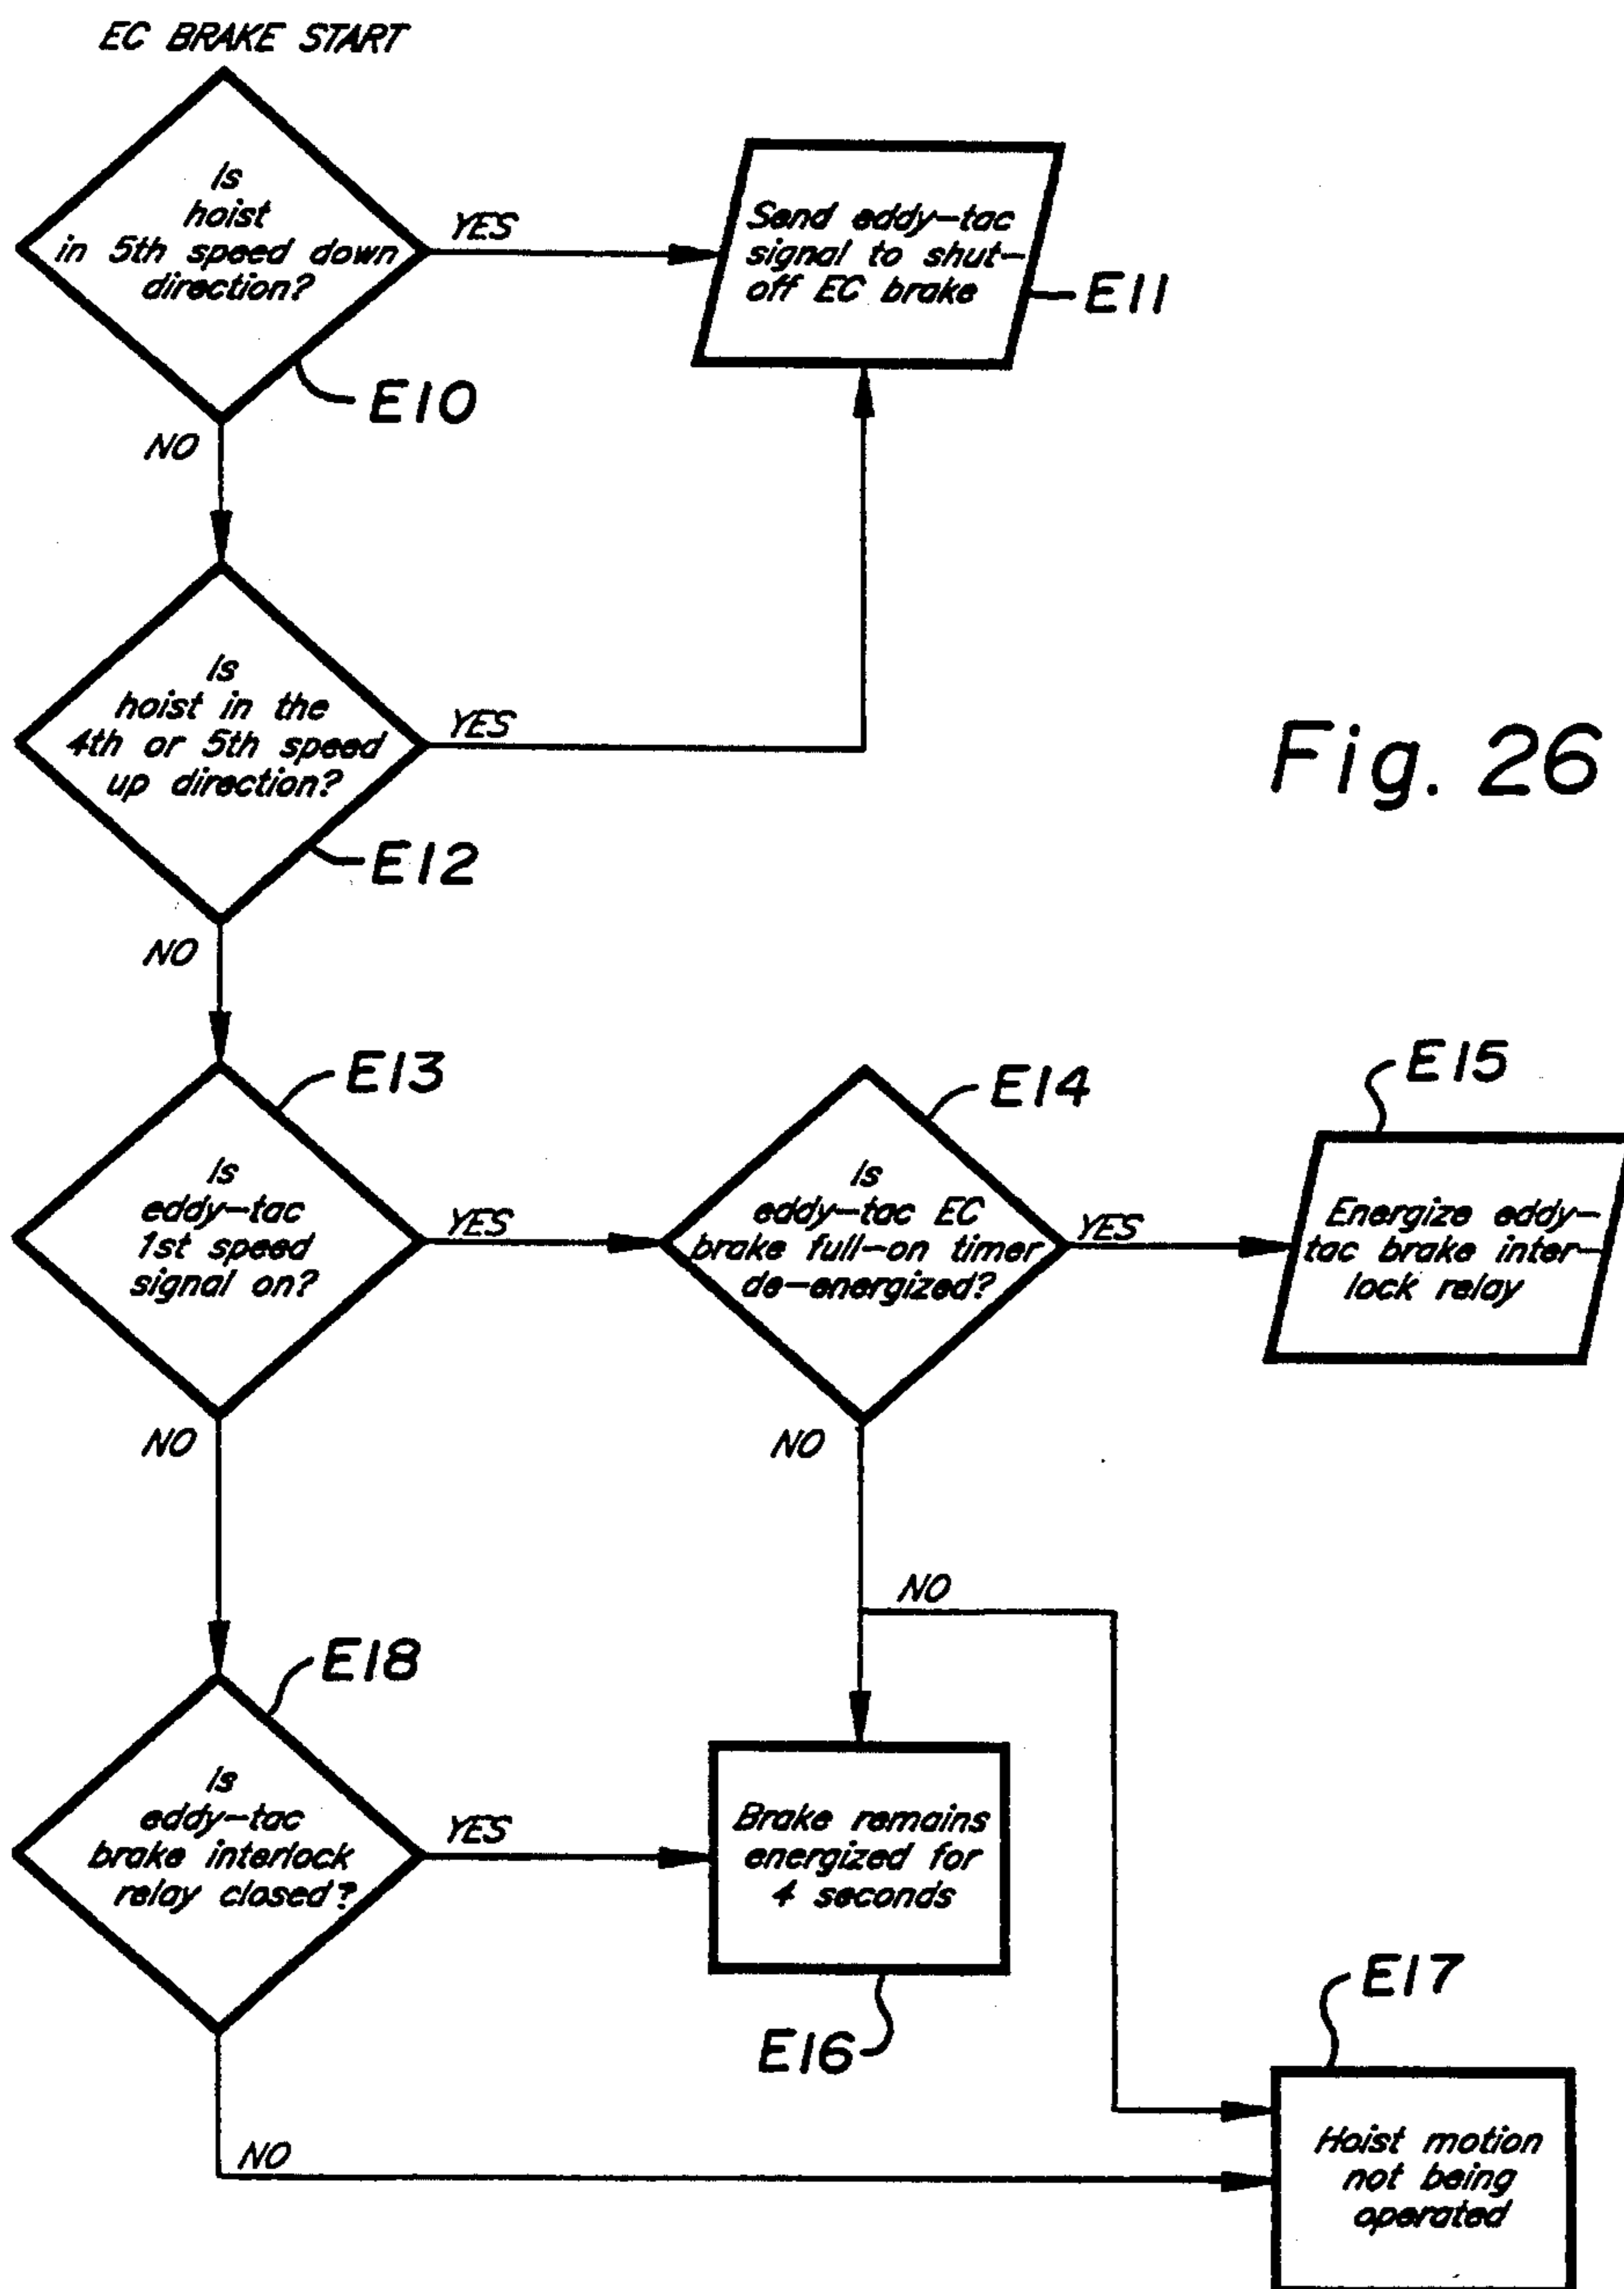 EC BRAKE START
Is
hoist
in 5th speed down
direction?
YES
Send eddy-tac
signal to shut-
off EC brake
E11
E10
NO
Is
hoist in the
4th or 5th speed
up direction?
YES
Fig. 26
E12
NO
E13
E14
E15
Is
eddy-tac
1st speed
signal on?
YES
Is
eddy-tac EC
brake full-on timer
de-energized?
YES
Energize eddy-
tac brake inter-
lock relay
NO
NO
NO
E18
Is
eddy-tac
brake interlock
relay closed?
YES
Brake remains
energized for
4 seconds
E16
E17
NO
Hoist motion
not being
operated